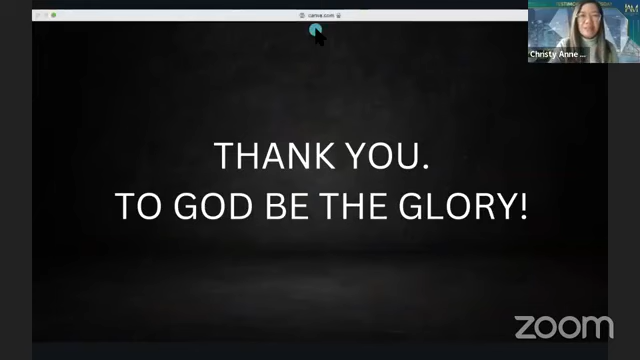 canva.com
THANK YOU.
TO GOD BE THE GLORY!
Christy Anne ...
zoom